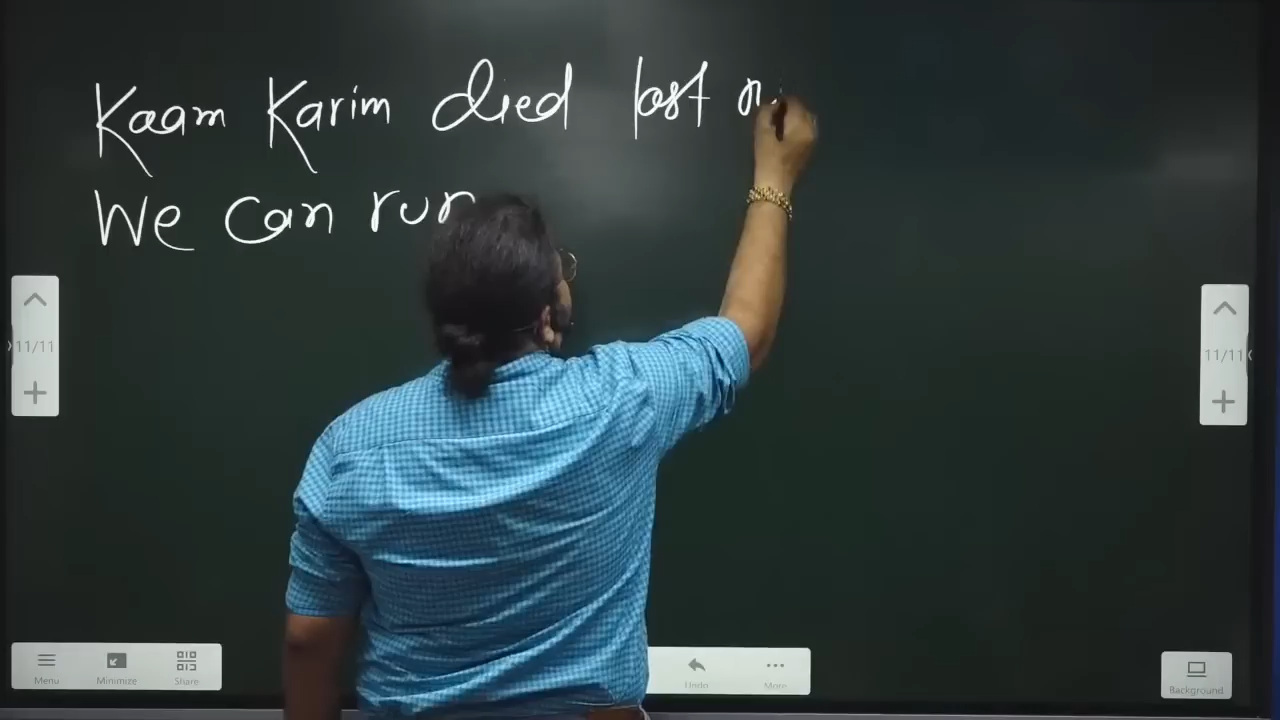 Kaam Karim died last n
We can run
11/11
11/11
Menu
Minimize
Share
Undo
More
Background